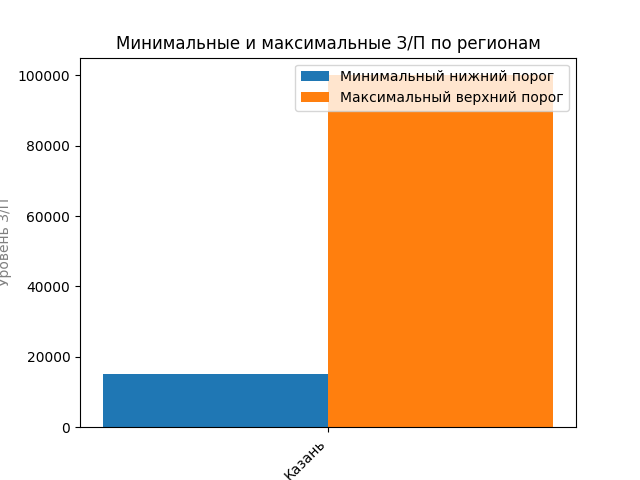 Минимальные и максимальные З/П по регионам
Минимальный нижний порог
Максимальный верхний порог
100000
80000
60000
40000
20000
0
Уровень З/П
Казань